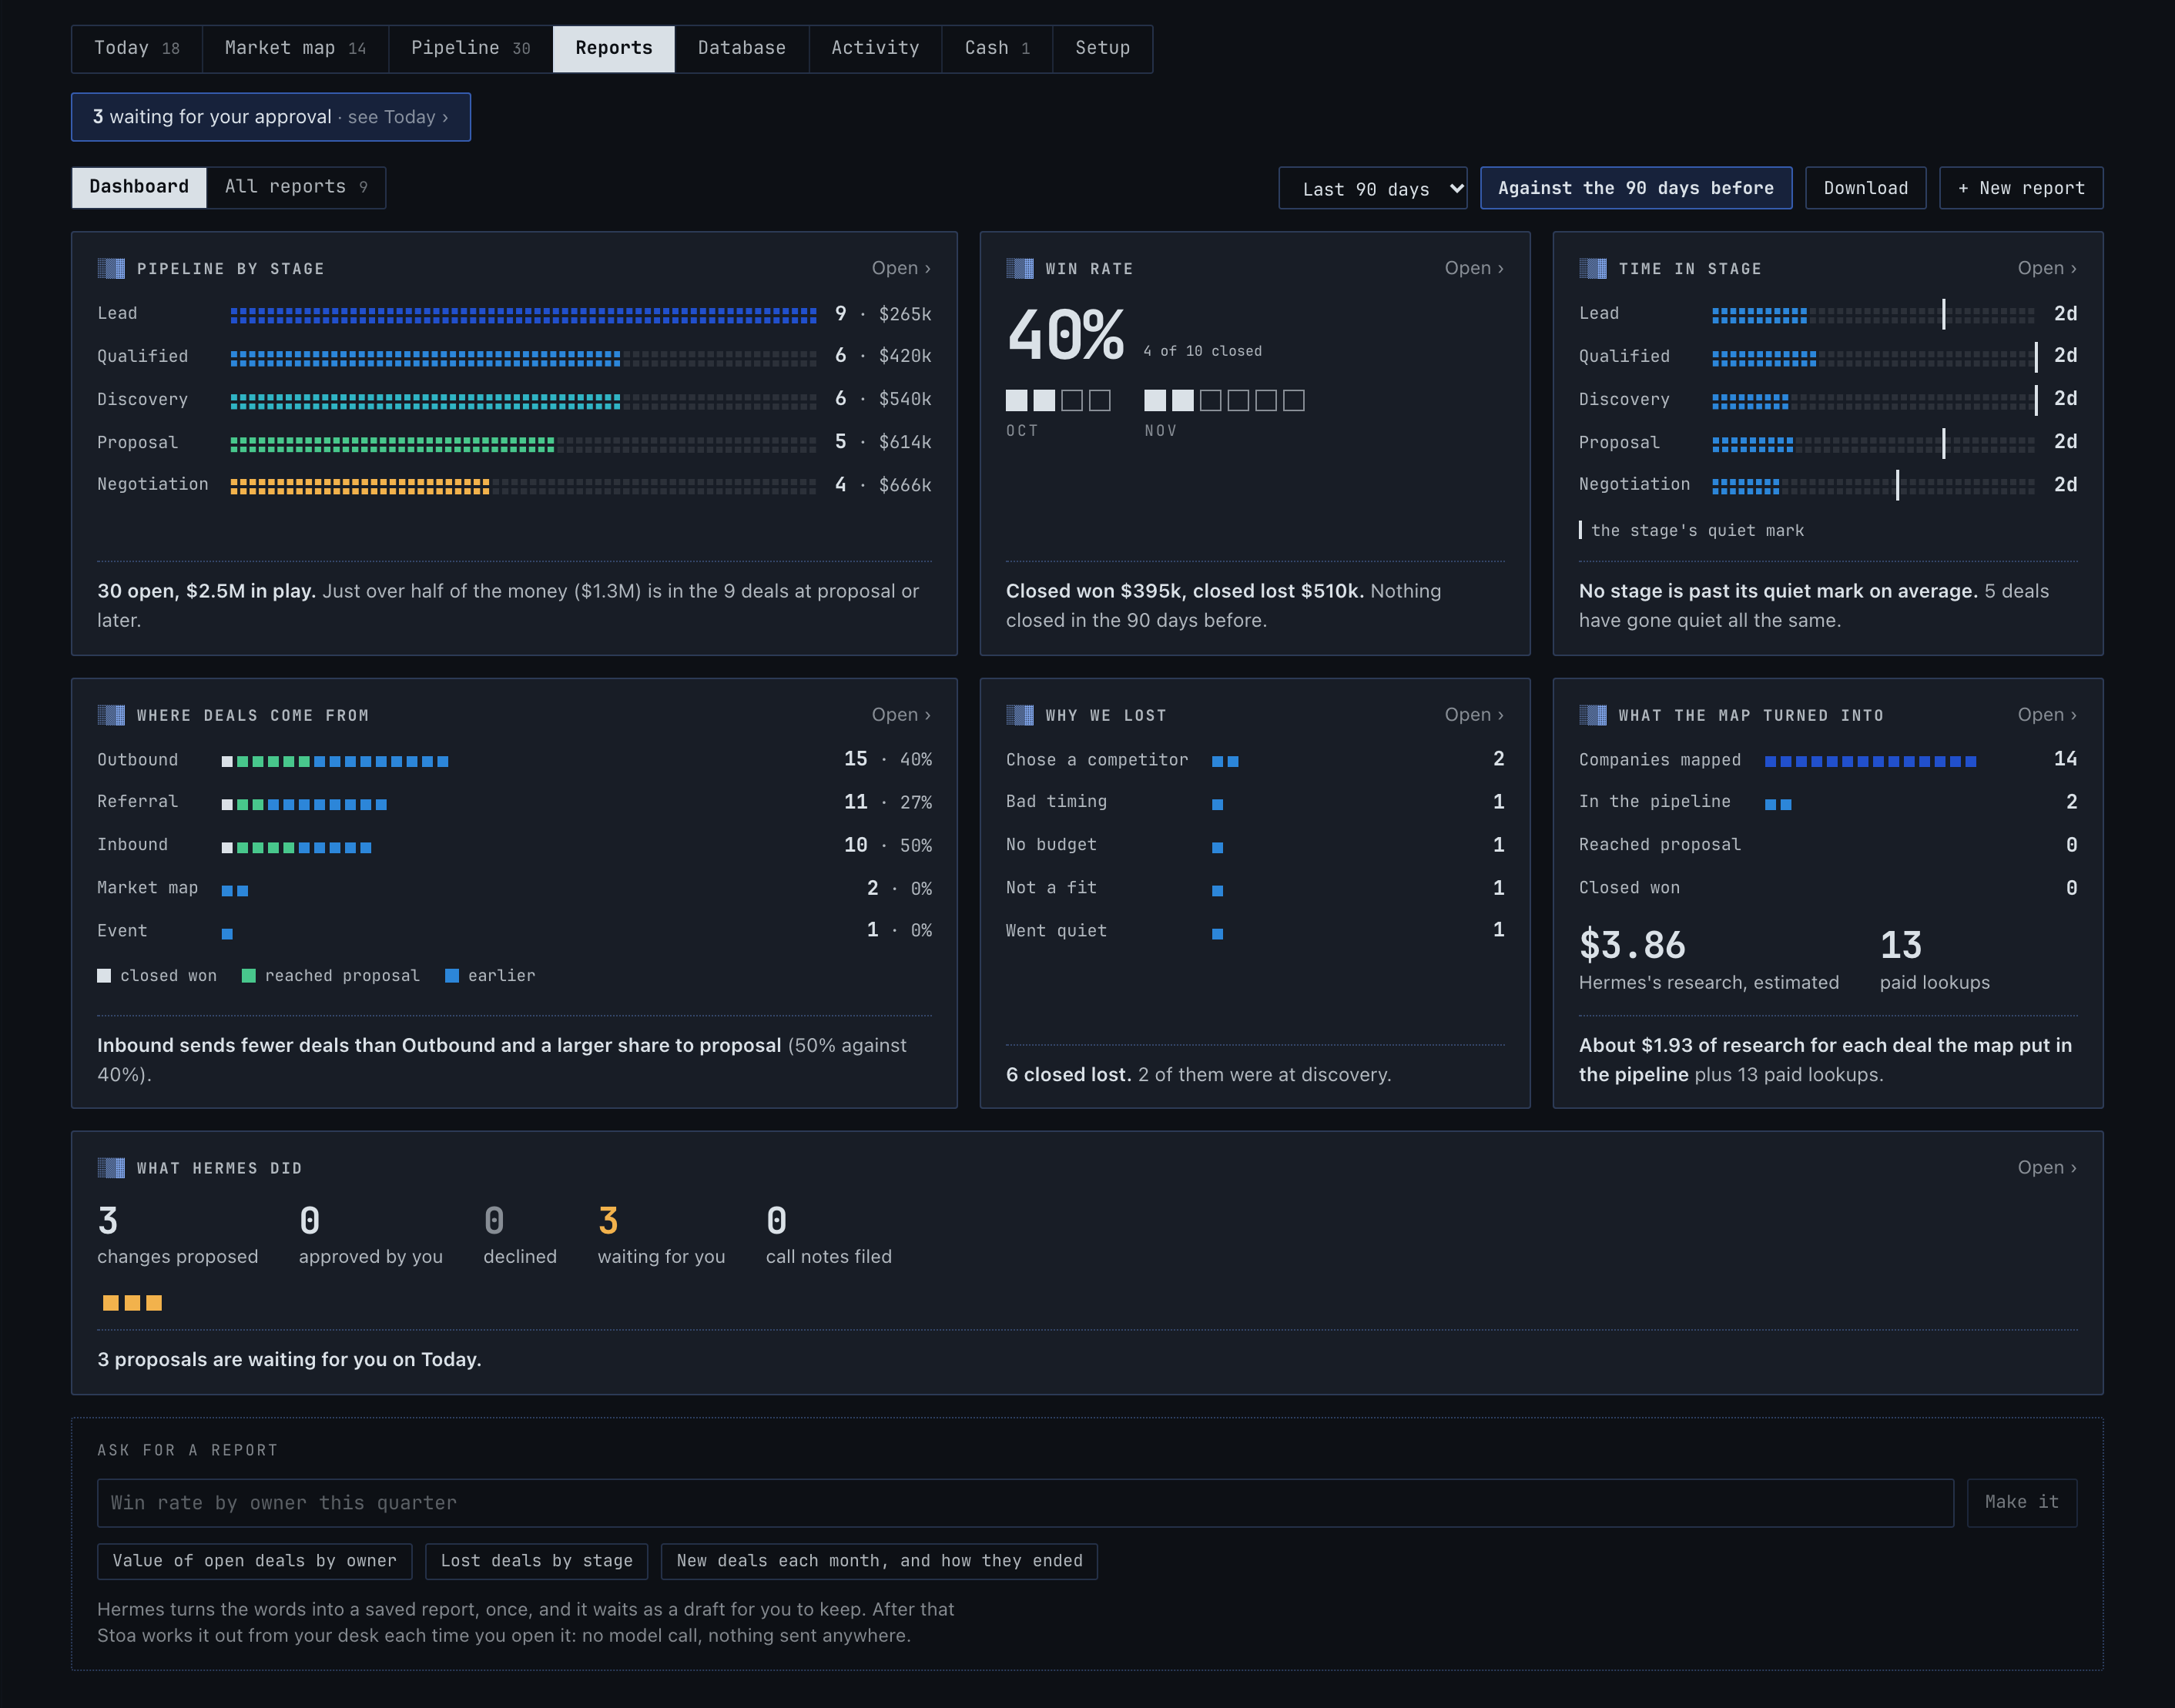 Today 18 Market map 14 Pipeline 30 Reports Database Activity Cash 1 Setup
3 waiting for your approval · see Today ›
Dashboard All reports 9 Last 90 days Against the 90 days before Download + New report
PIPELINE BY STAGE Open ›
Lead 9 · $265k
Qualified 6 · $420k
Discovery 6 · $540k
Proposal 5 · $614k
Negotiation 4 · $666k
30 open, $2.5M in play. Just over half of the money ($1.3M) is in the 9 deals at proposal or
later.
WIN RATE Open ›
40% 4 of 10 closed
OCT NOV
Closed won $395k, closed lost $510k. Nothing
closed in the 90 days before.
TIME IN STAGE Open ›
Lead 2d
Qualified 2d
Discovery 2d
Proposal 2d
Negotiation 2d
the stage's quiet mark
No stage is past its quiet mark on average. 5 deals
have gone quiet all the same.
WHERE DEALS COME FROM Open ›
Outbound 15 · 40%
Referral 11 · 27%
Inbound 10 · 50%
Market map 2 · 0%
Event 1 · 0%
closed won reached proposal earlier
Inbound sends fewer deals than Outbound and a larger share to proposal (50% against
40%).
WHY WE LOST Open ›
Chose a competitor 2
Bad timing 1
No budget 1
Not a fit 1
Went quiet 1
6 closed lost. 2 of them were at discovery.
WHAT THE MAP TURNED INTO Open ›
Companies mapped 14
In the pipeline 2
Reached proposal 0
Closed won 0
$3.86 13
Hermes's research, estimated paid lookups
About $1.93 of research for each deal the map put in
the pipeline plus 13 paid lookups.
WHAT HERMES DID Open ›
3 0 0 3 0
changes proposed approved by you declined waiting for you call notes filed
3 proposals are waiting for you on Today.
ASK FOR A REPORT
Win rate by owner this quarter Make it
Value of open deals by owner Lost deals by stage New deals each month, and how they ended
Hermes turns the words into a saved report, once, and it waits as a draft for you to keep. After that
Stoa works it out from your desk each time you open it: no model call, nothing sent anywhere.